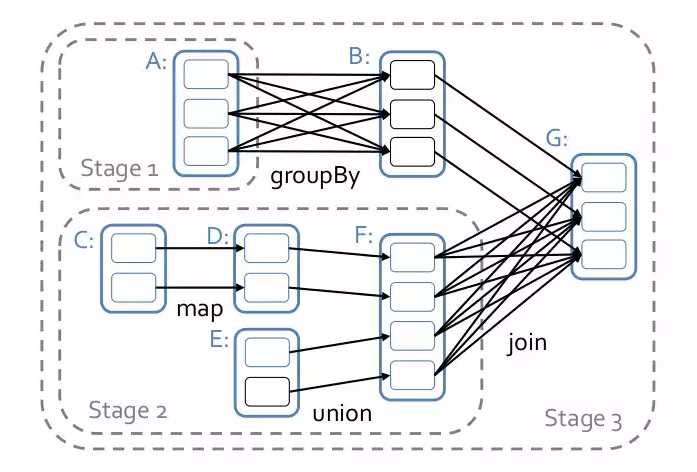 A:
B:
G:
Stage 1
groupBy
C:
D:
F:
map
E:
join
Stage 2
union
Stage 3